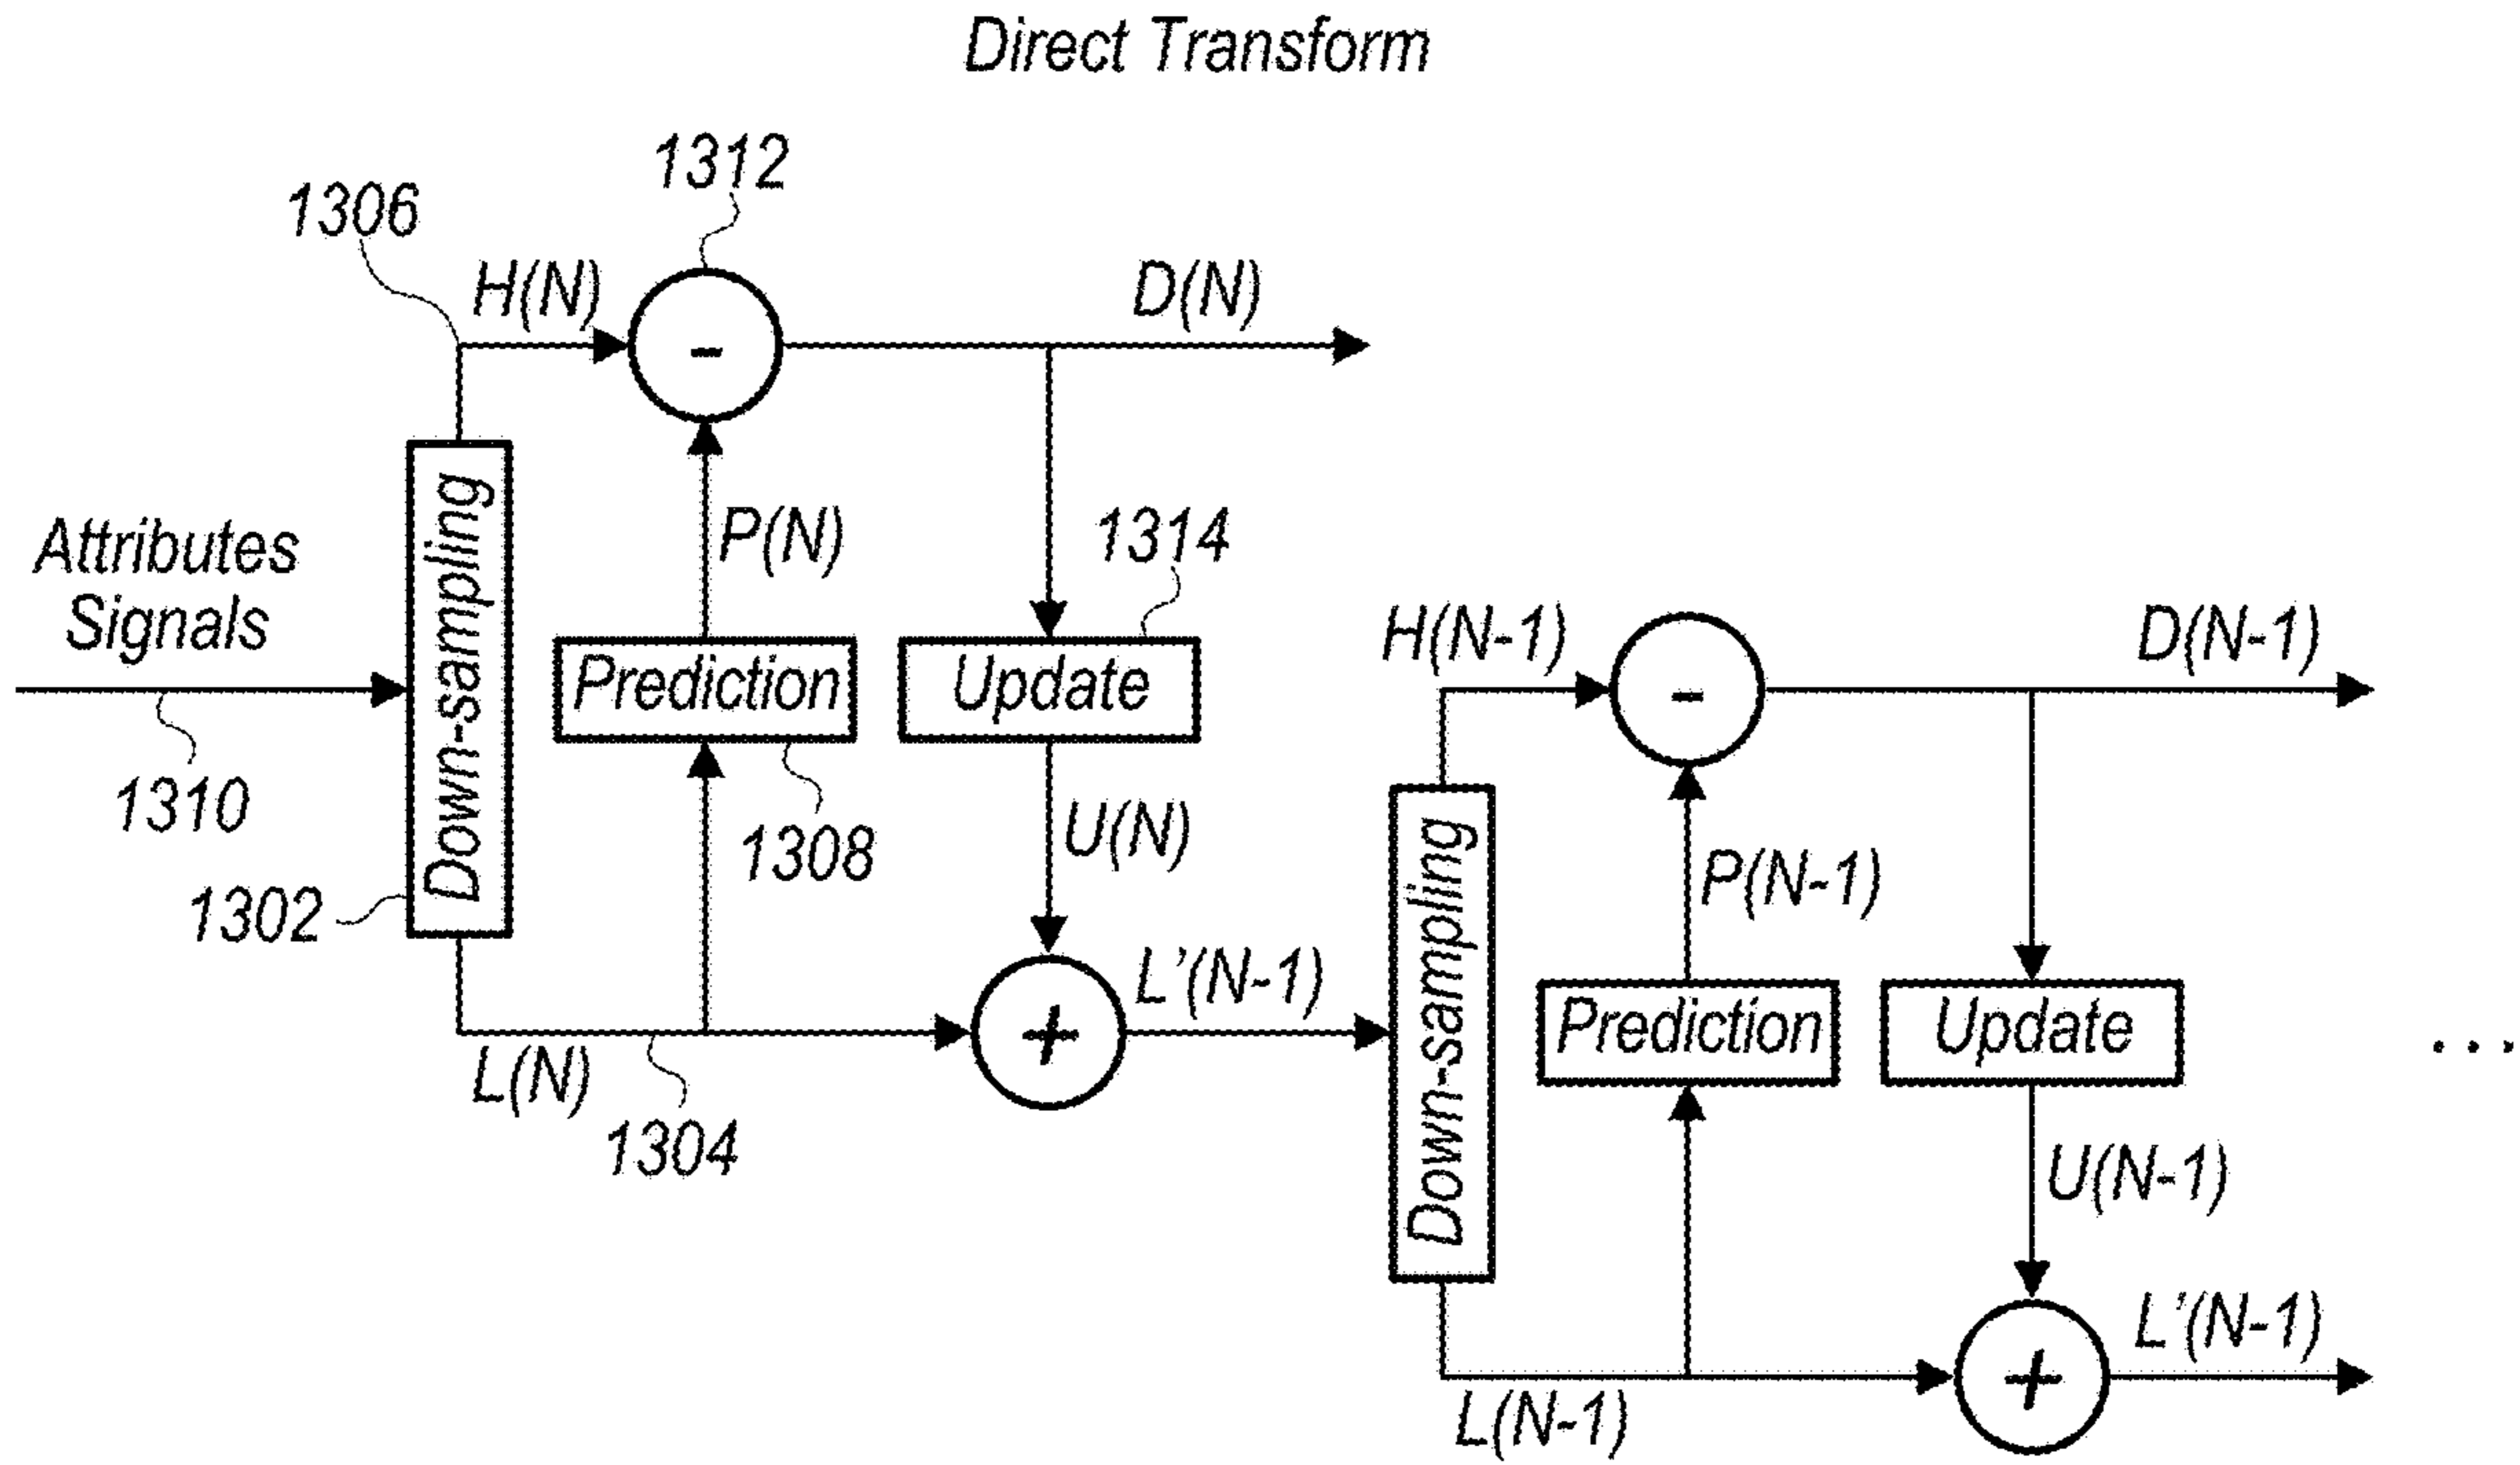 Direct Transform
1312
1306
H(N)
D(N)
-
P(N)
1314
Attributes
Signals
Down-sampling
Prediction
Update
1310
1308
1302
U(N)
L'(N-1)
+
L(N)
1304
H(N-1)
D(N-1)
-
P(N-1)
Down-sampling
Prediction
Update
...
U(N-1)
L'(N-1)
+
L(N-1)